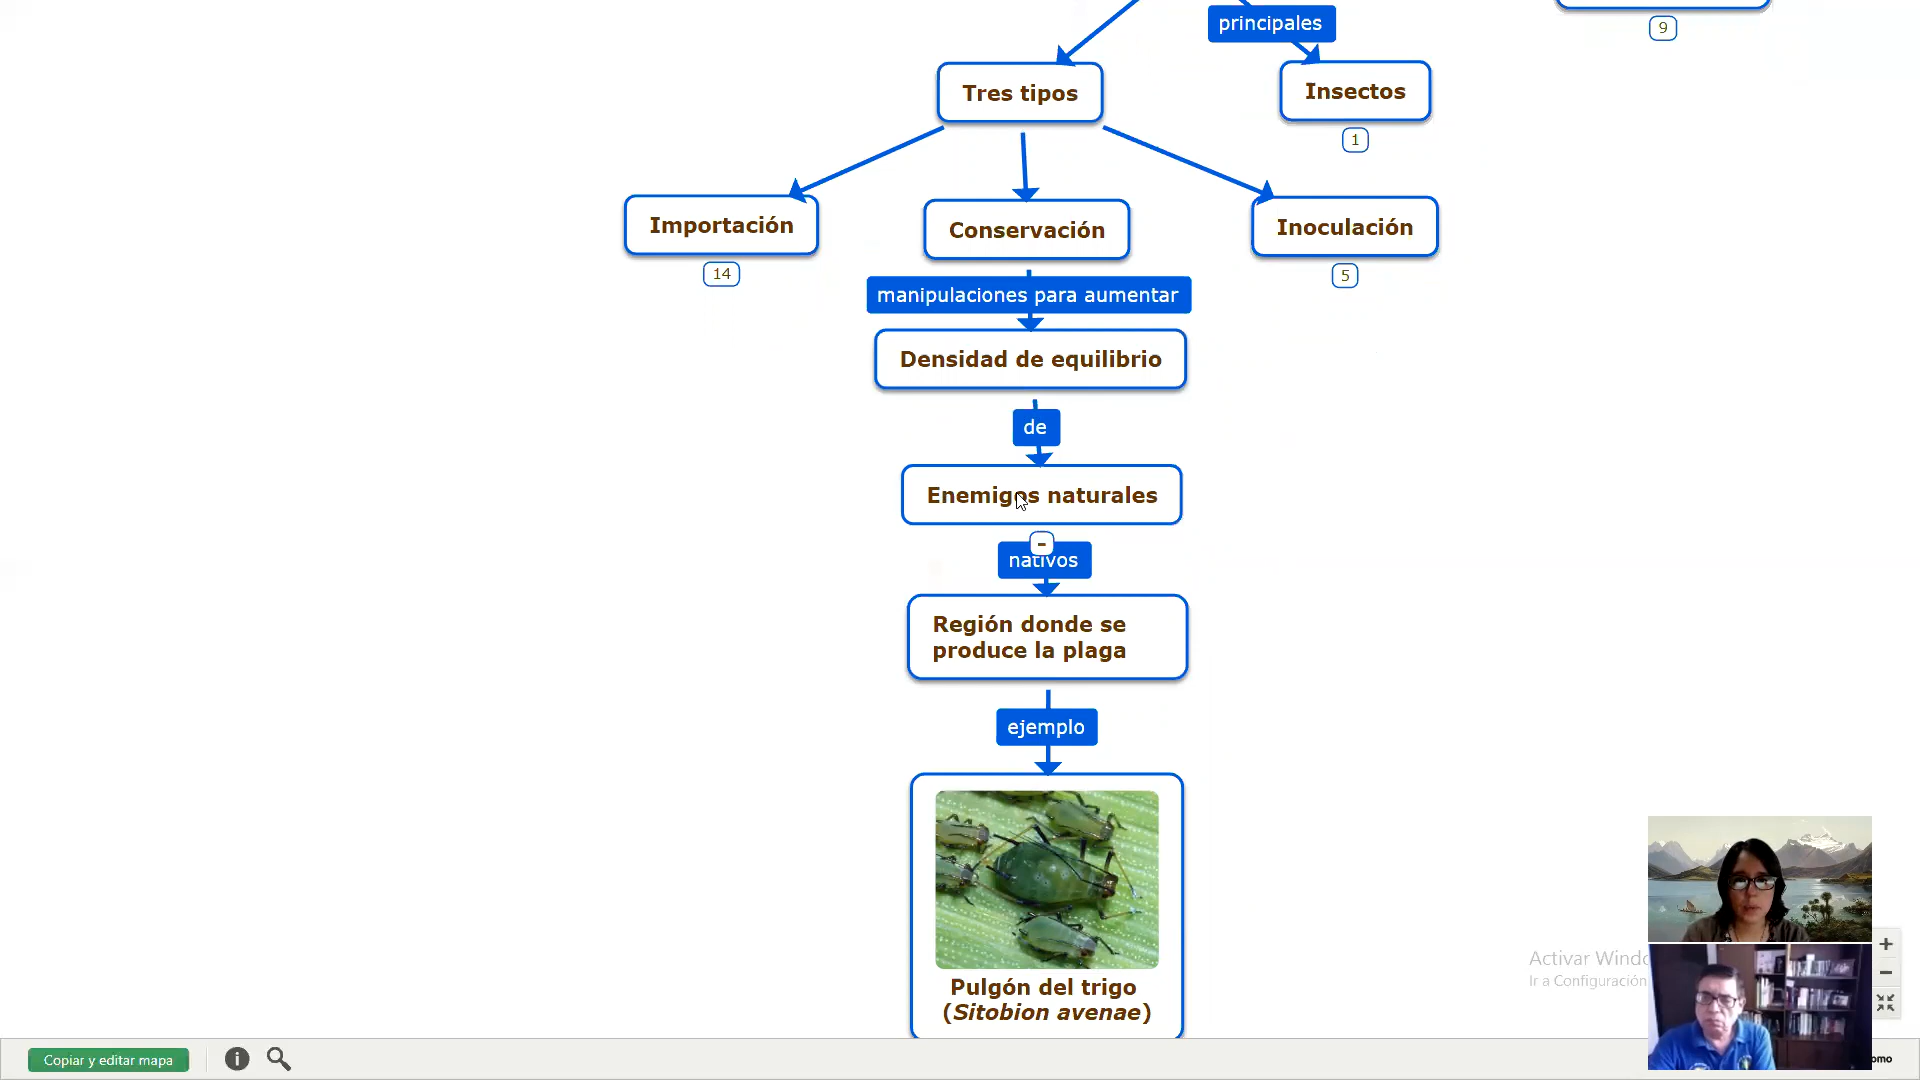 principales
9
Tres tipos
Insectos
1
Importación
Conservación
Inoculación
14
5
manipulaciones para aumentar
Densidad de equilibrio
de
Enemigos naturales
-
nativos
Región donde se
produce la plaga
ejemplo
Pulgón del trigo
(Sitobion avenae)
Activar Windo
Ir a Configuración
Copiar y editar mapa
omo